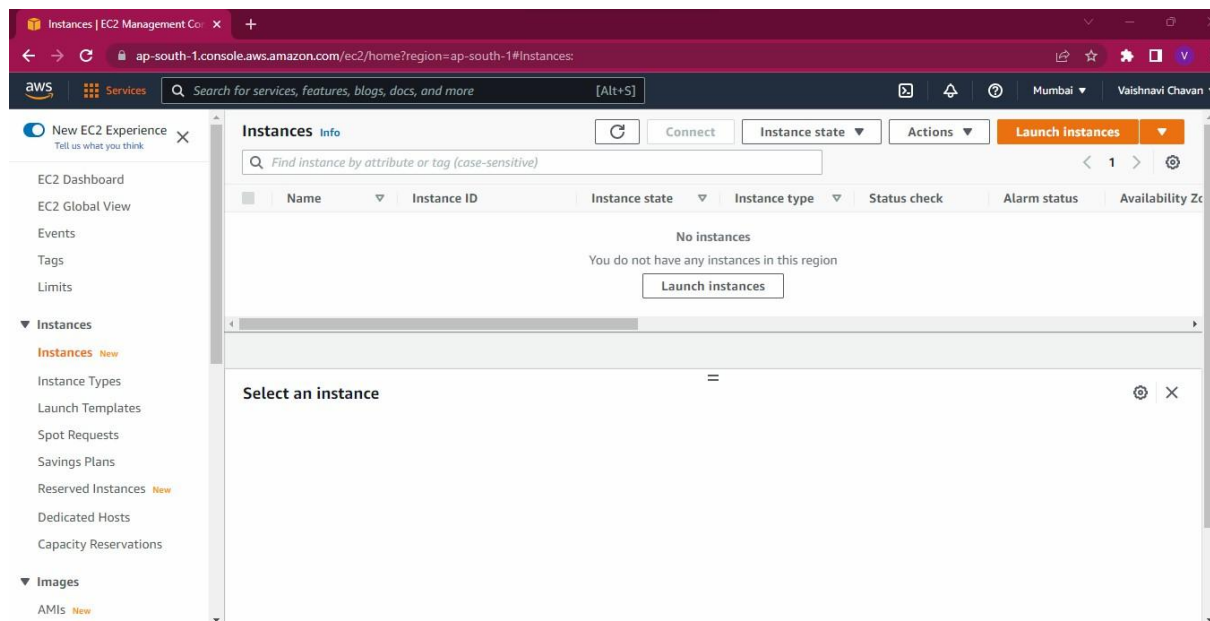 Instances | EC2 Management Cor
ap-south-1.console.aws.amazon.com/ec2/home?region=ap-south-1#Instances:
V
aws Services Search for services, features, blogs, docs, and more [Alt+S] Mumbai Vaishnavi Chavan
New EC2 Experience
Tell us what you think
EC2 Dashboard
EC2 Global View
Events
Tags
Limits
Instances
Instances New
Instance Types
Launch Templates
Spot Requests
Savings Plans
Reserved Instances New
Dedicated Hosts
Capacity Reservations
Images
AMIs New
Instances Info Connect Instance state Actions Launch instances
Find instance by attribute or tag (case-sensitive) 1
Name Instance ID Instance state Instance type Status check Alarm status Availability Zo
No instances
You do not have any instances in this region
Launch instances
Select an instance